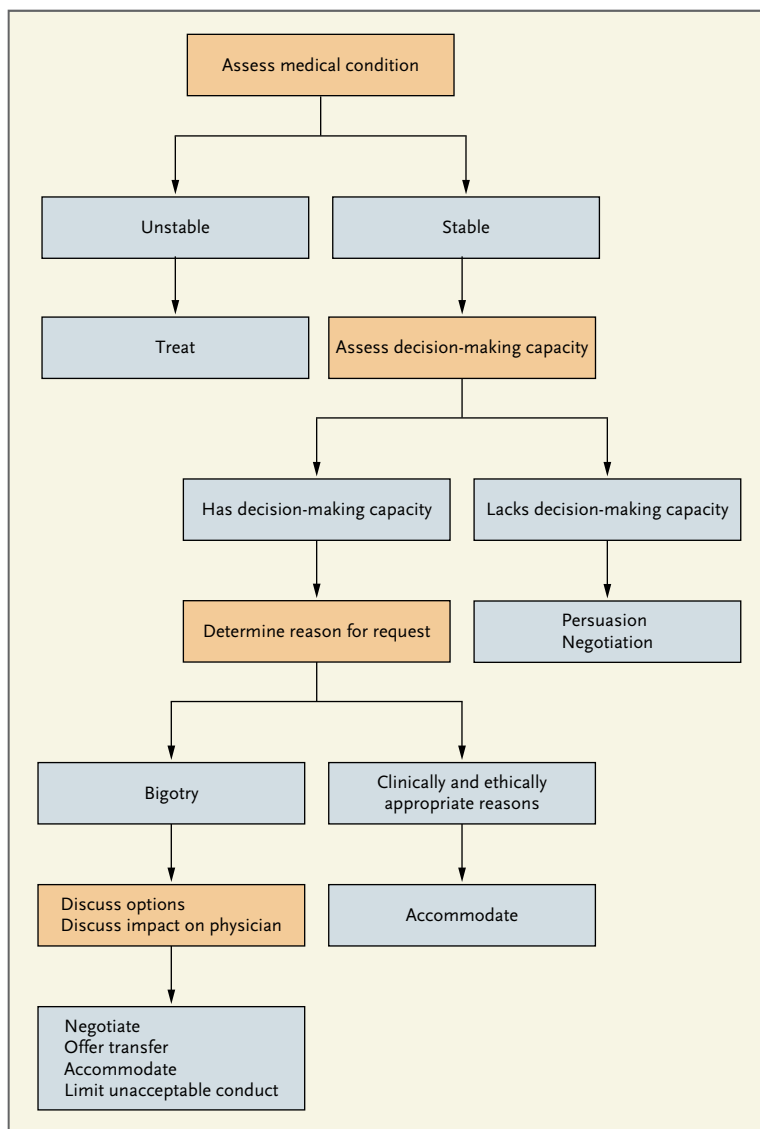 Assess medical condition
Unstable
Stable
Treat
Assess decision-making capacity
Has decision-making capacity
Lacks decision-making capacity
Determine reason for request
Persuasion
Negotiation
Bigotry
Clinically and ethically
appropriate reasons
Discuss options
Discuss impact on physician
Accommodate
Negotiate
Offer transfer
Accommodate
Limit unacceptable conduct